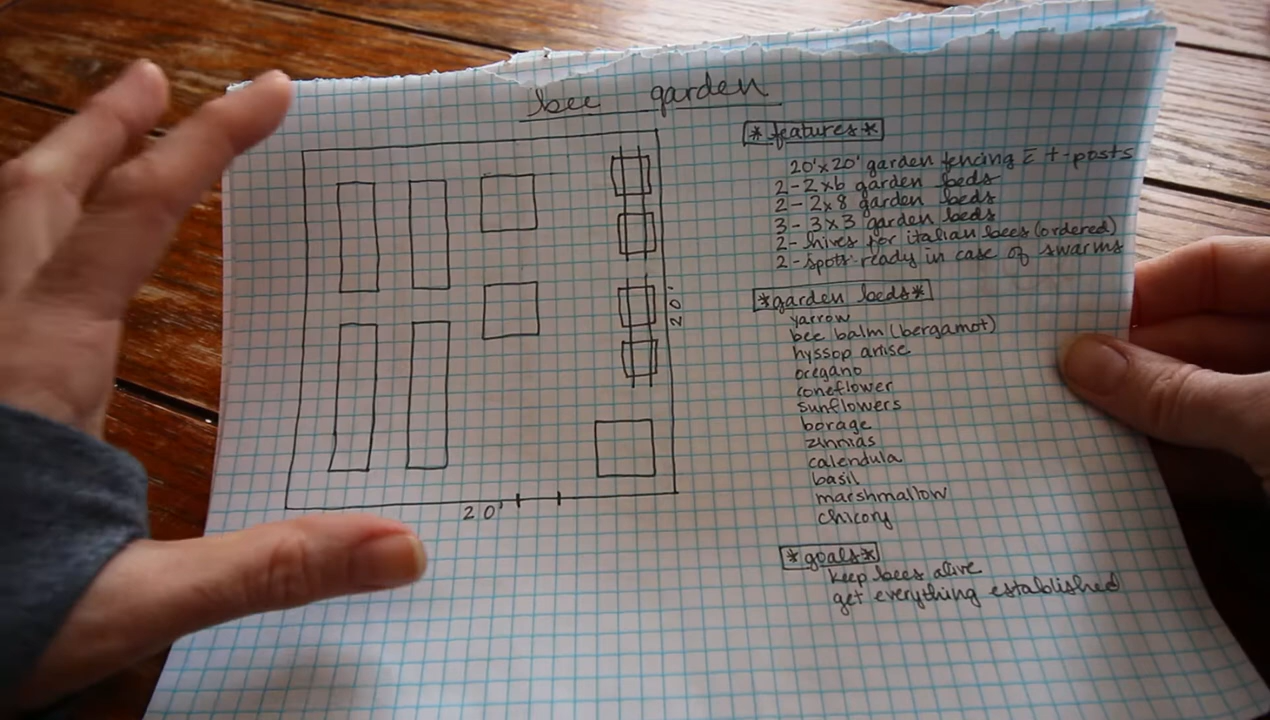 bee garden
*features*
20'x20' garden fencing c̄ t-posts
2-2x6 garden beds
2-2x8 garden beds
3-3x3 garden beds
2-hives for italian bees (ordered)
2-spots ready in case of swarms
*garden beds*
yarrow
bee balm (bergamot)
hyssop anise
oregano
coneflower
sunflowers
borage
zinnias
calendula
basil
marshmallow
chicory
*goals*
keep bees alive
get everything established
20'
20'